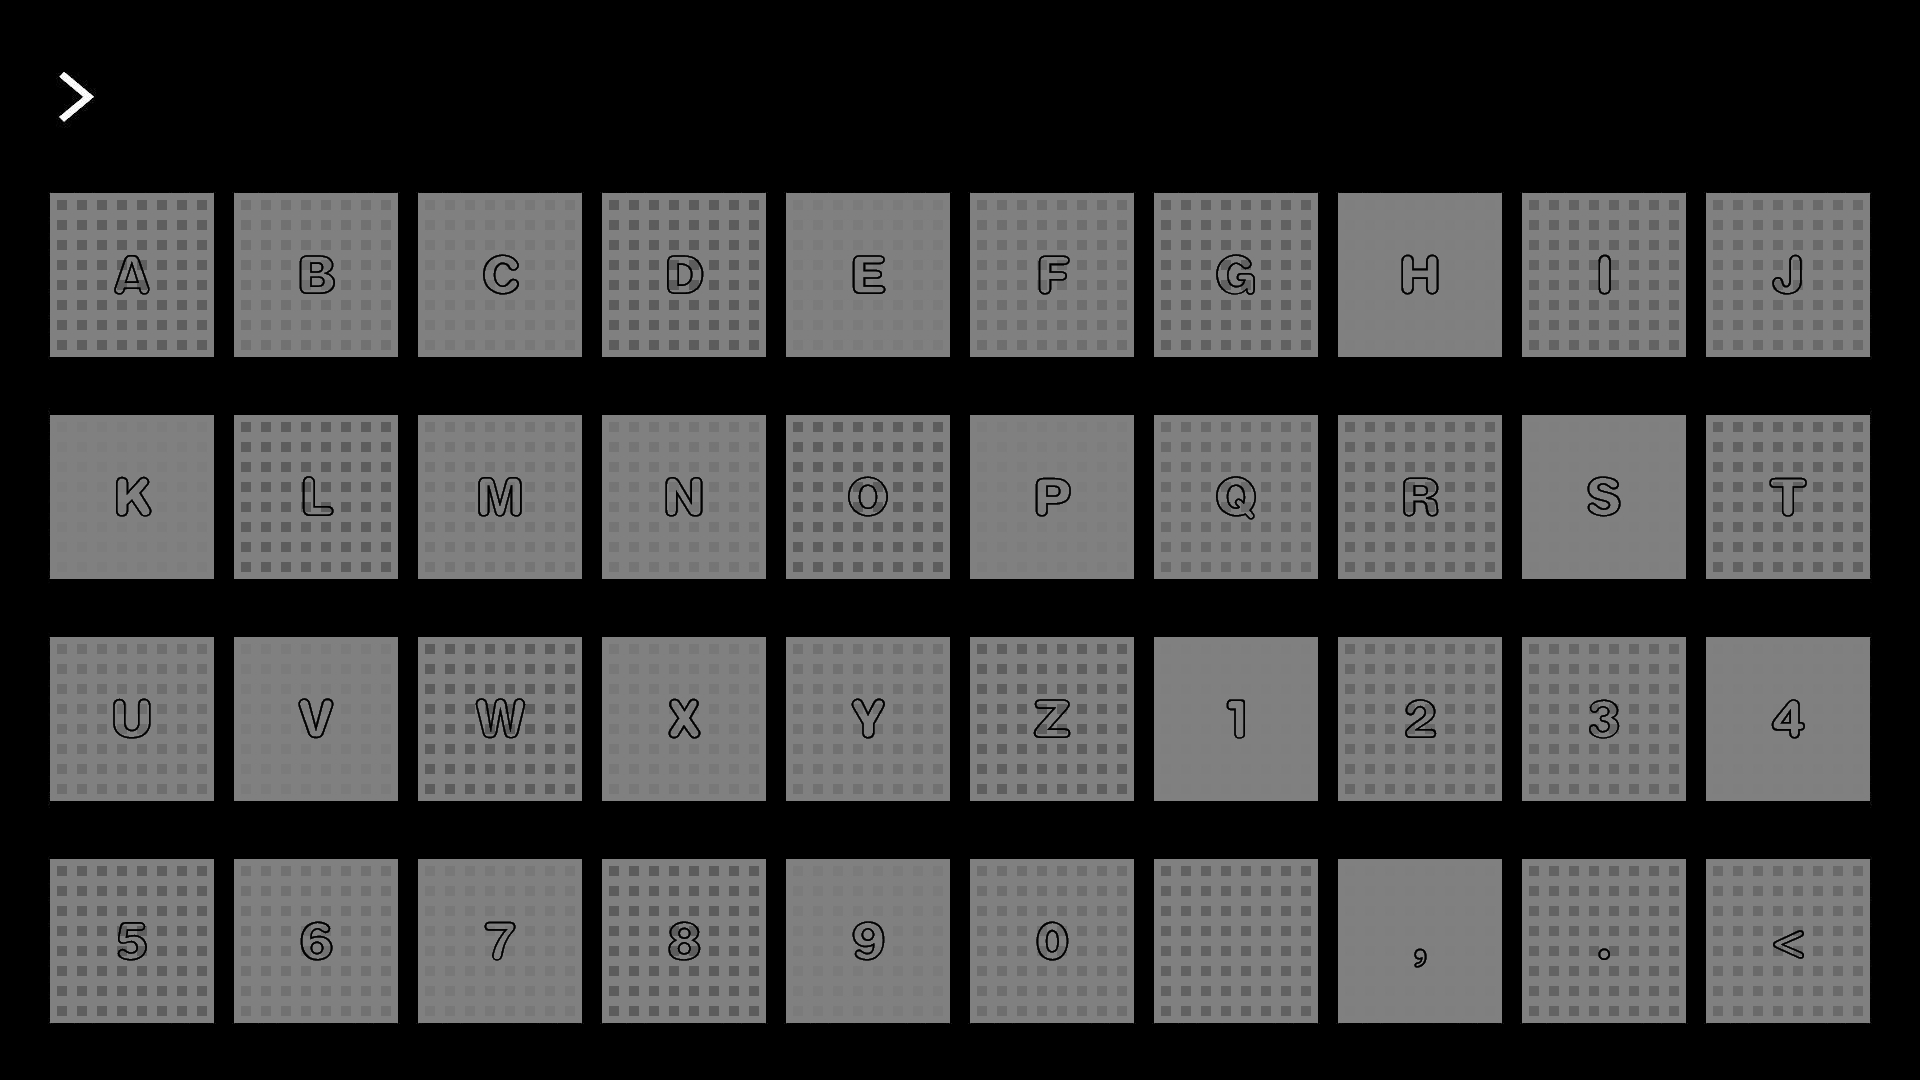 >
A B C D E F G H I J
K L M N O P Q R S T
U V W X Y Z 1 2 3 4
5 6 7 8 9 0 , . <